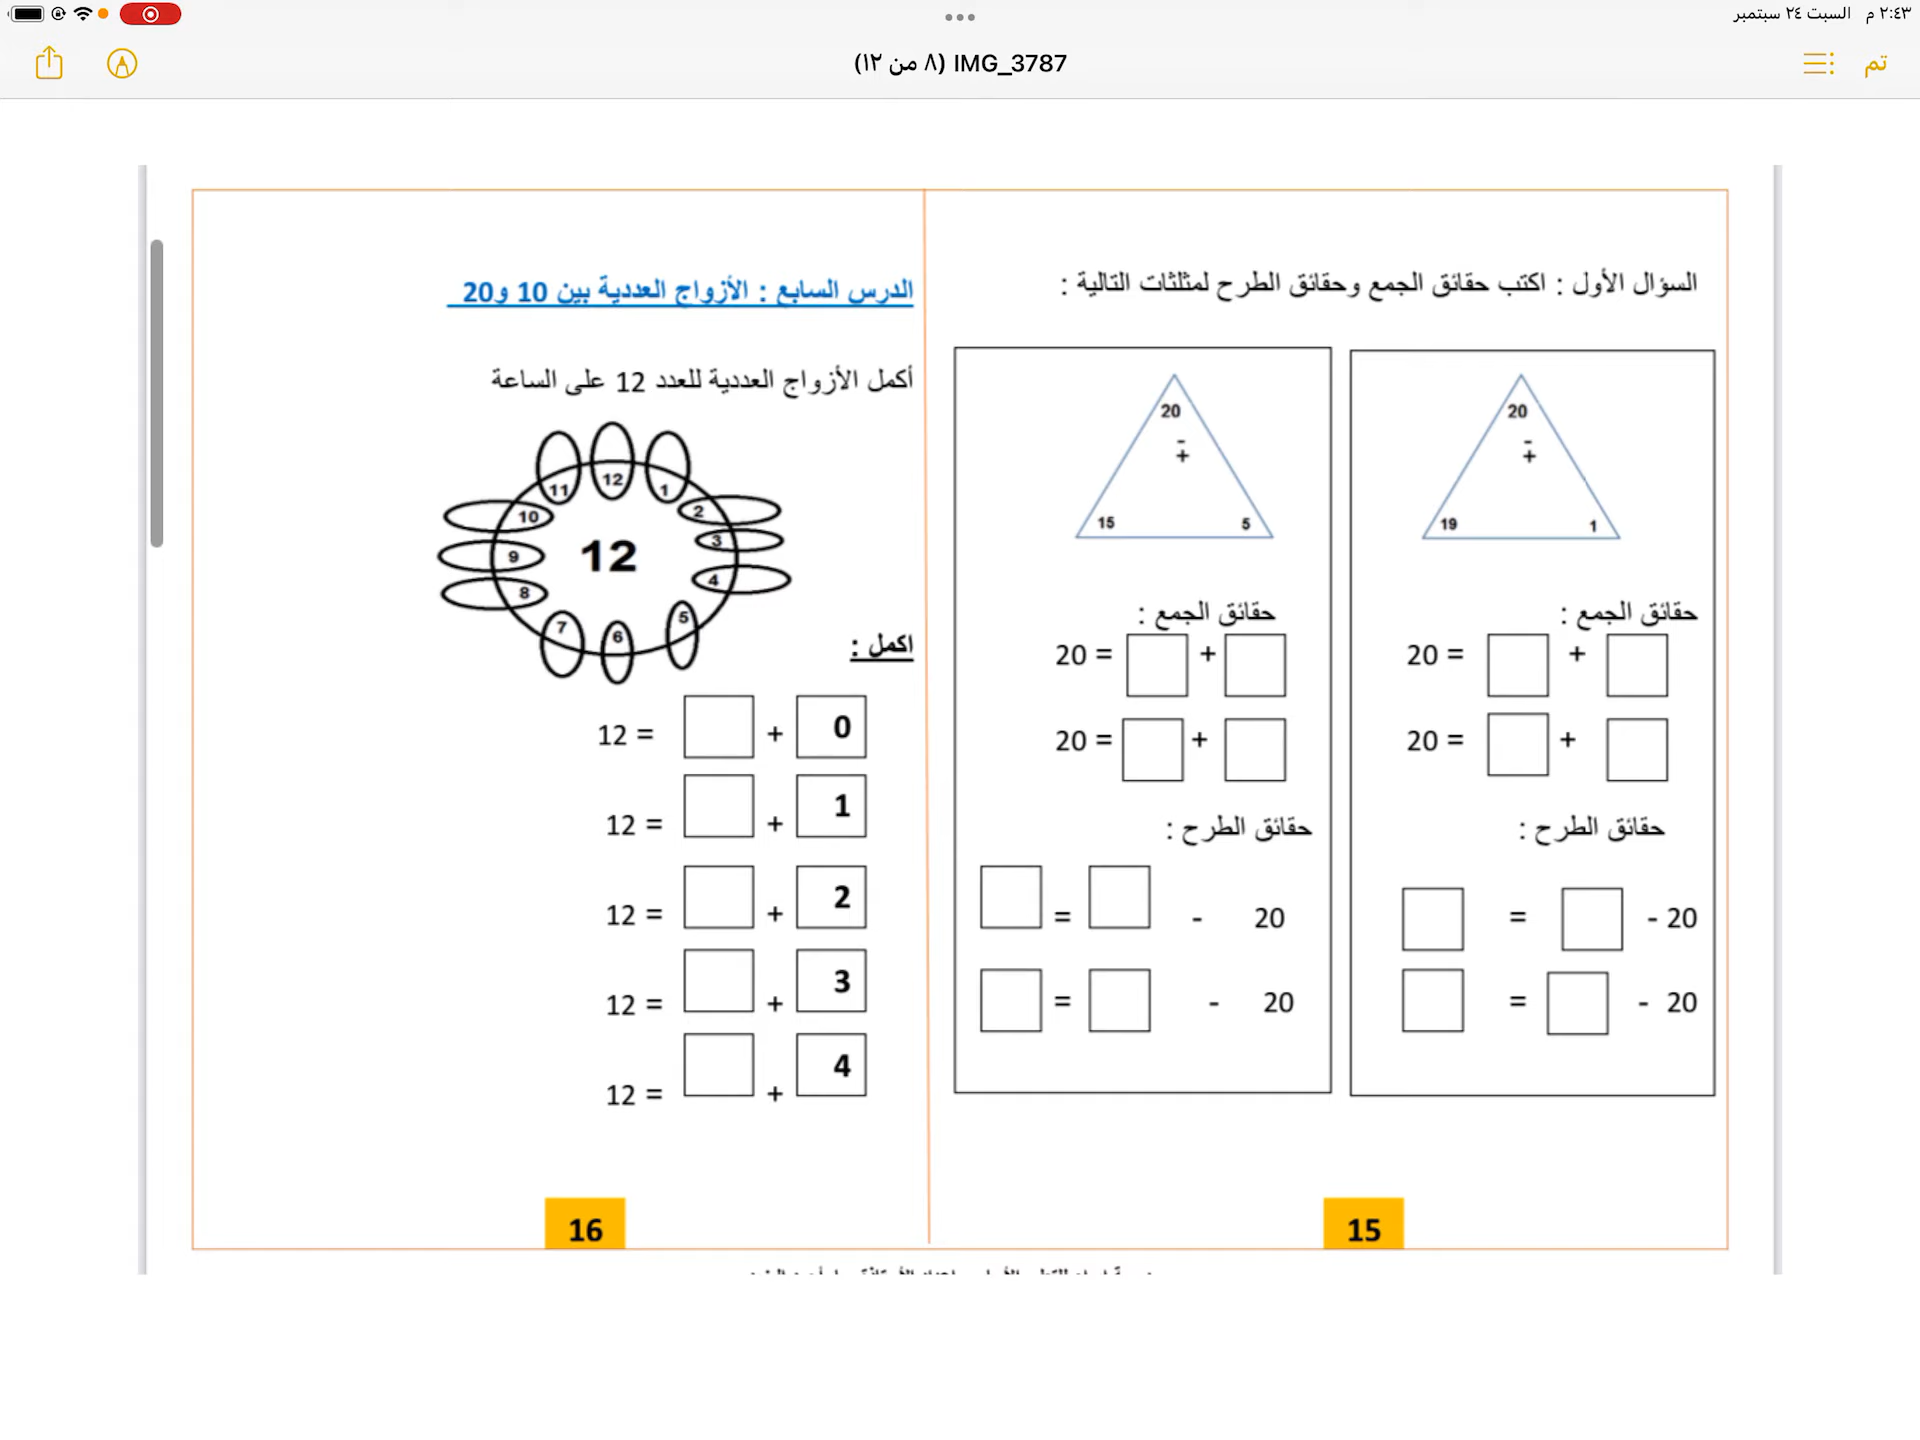 ٢:٤٣ م السبت ٢٤ سبتمبر
IMG_3787 (٨ من ١٢)
تم
السؤال الأول : اكتب حقائق الجمع وحقائق الطرح لمثلثات التالية :
20
-
+
19 1
حقائق الجمع :
20 = +
20 = +
حقائق الطرح :
20 - =
20 - =
20
-
+
15 5
حقائق الجمع :
20 = +
20 = +
حقائق الطرح :
20 - =
20 - =
15
الدرس السابع : الأزواج العددية بين 10 و20
أكمل الأزواج العددية للعدد 12 على الساعة
12
1
2
3
4
5
6
7
8
9
10
11
12
اكمل :
0 + = 12
1 + = 12
2 + = 12
3 + = 12
4 + = 12
16